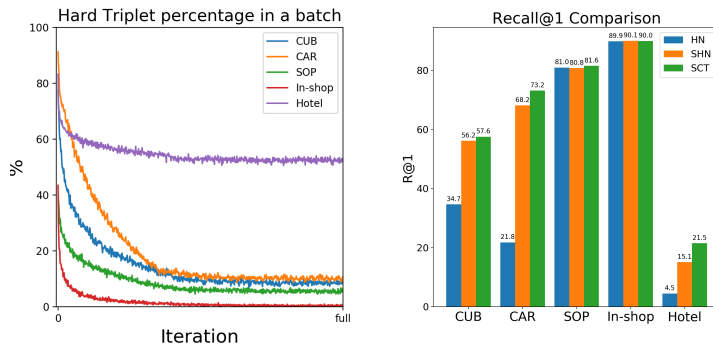 Hard Triplet percentage in a batch
100
80
60
40
20
0
%
0
full
Iteration
CUB
CAR
SOP
In-shop
Hotel
Recall@1 Comparison
80
60
40
20
0
R@1
34.7
56.2
57.6
21.8
68.2
73.2
81.0
80.8
81.6
89.9
90.1
90.0
4.5
15.1
21.5
CUB
CAR
SOP
In-shop
Hotel
HN
SHN
SCT